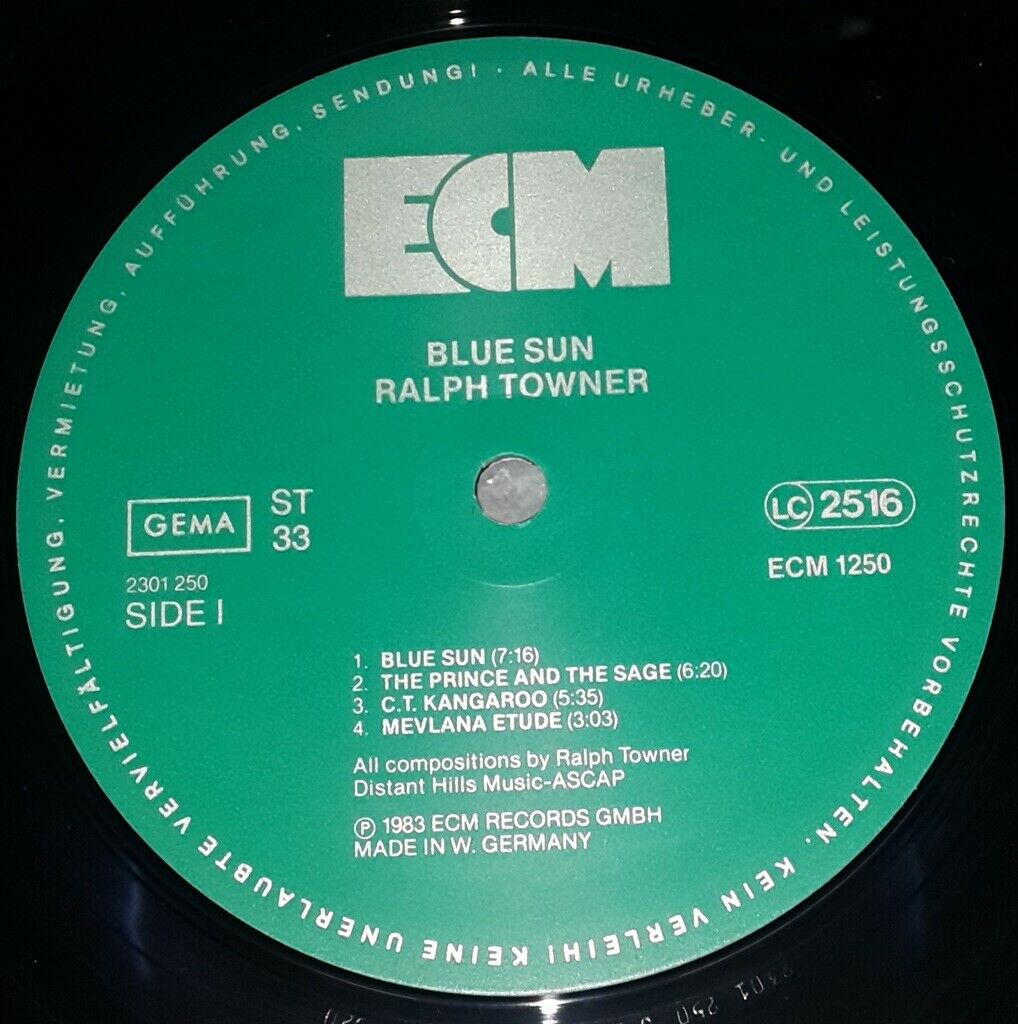 ALLE URHEBER- UND LEISTUNGSSCHUTZRECHTE VORBEHALTEN. KEIN VERLEIH! KEINE UNERLAUBTE VERVIELFÄLTIGUNG, VERMIETUNG, AUFFÜHRUNG, SENDUNG! ·
ECM
BLUE SUN
RALPH TOWNER
GEMA
ST
33
2301 250
SIDE I
LC 2516
ECM 1250
1. BLUE SUN (7:16)
2. THE PRINCE AND THE SAGE (6:20)
3. C.T. KANGAROO (5:35)
4. MEVLANA ETUDE (3:03)
All compositions by Ralph Towner
Distant Hills Music-ASCAP
Ⓟ 1983 ECM RECORDS GMBH
MADE IN W. GERMANY
2301 250